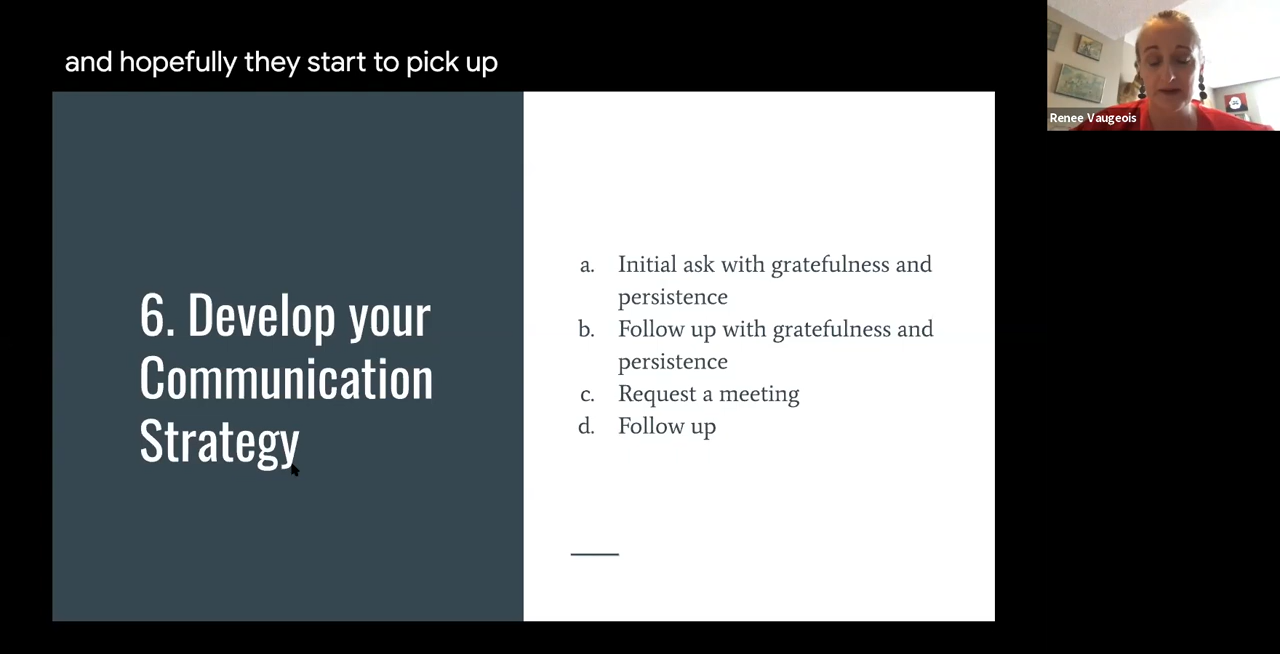 and hopefully they start to pick up
Renee Vaugeois
6. Develop your
Communication
Strategy
a. Initial ask with gratefulness and
persistence
b. Follow up with gratefulness and
persistence
c. Request a meeting
d. Follow up